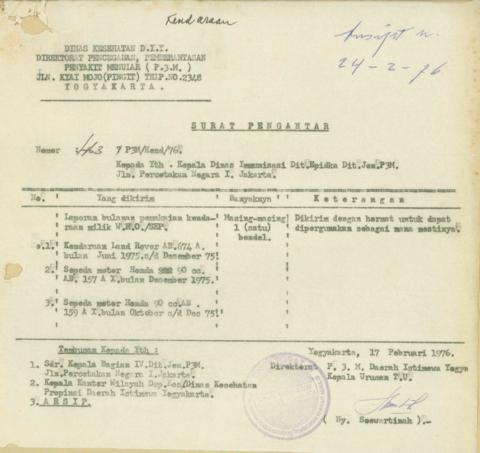 Kendaraan
24-2-76
DINAS KESEHATAN D.I.Y.
DIREKTORAT PENCEGAHAN, PEMBERANTASAN
PENYAKIT MENULAR ( P.3.M.)
JLN. KYAI MOJO(PINGIT) TELP.NO.2348
YOGYAKARTA.
SURAT PENGANTAR
Nomor / P3M/Kend/76.
Kepada Yth . Kepala Dinas Immunisasi Dit.Epidka Dit.Jen.P3M.
Jln. Percetakan Negara I. Jakarta.
No. Yang dikirim Banyaknya Keterangan
Laporan bulanan pemakaian kenda- Masing-masing Dikirim dengan hormat untuk dapat
raan milik W.H.O./SEP. 1 (satu) dipergunakan sebagai mana mestinya.
bendel.
1. Kendaraan Land Rover AB.674 A.
bulan Juni 1975.s/d Desember 75
2. Sepeda motor Honda 90 cc.
AB. 157 A X.bulan Desember 1975.
3. Sepeda motor Honda 90 cc.AB .
159 A X.bulan Oktober s/d Dec 75
Tembusan Kepada Yth :
Yogyakarta, 17 Pebruari 1976.
1. Sdr. Kepala Bagian IV.Dit.Jen.P3M. Direktorat P. 3. M. Daerah Istimewa Yogya
Jln.Percetakan Negara I.Jakarta. Kepala Urusan T.U.
2. Kepala Kantor Wilayah Dep.Kes/Dinas Kesehatan
Propinsi Daerah Istimewa Yogyakarta.
3. ARSIP.
( Ny. Soewartinah ).-